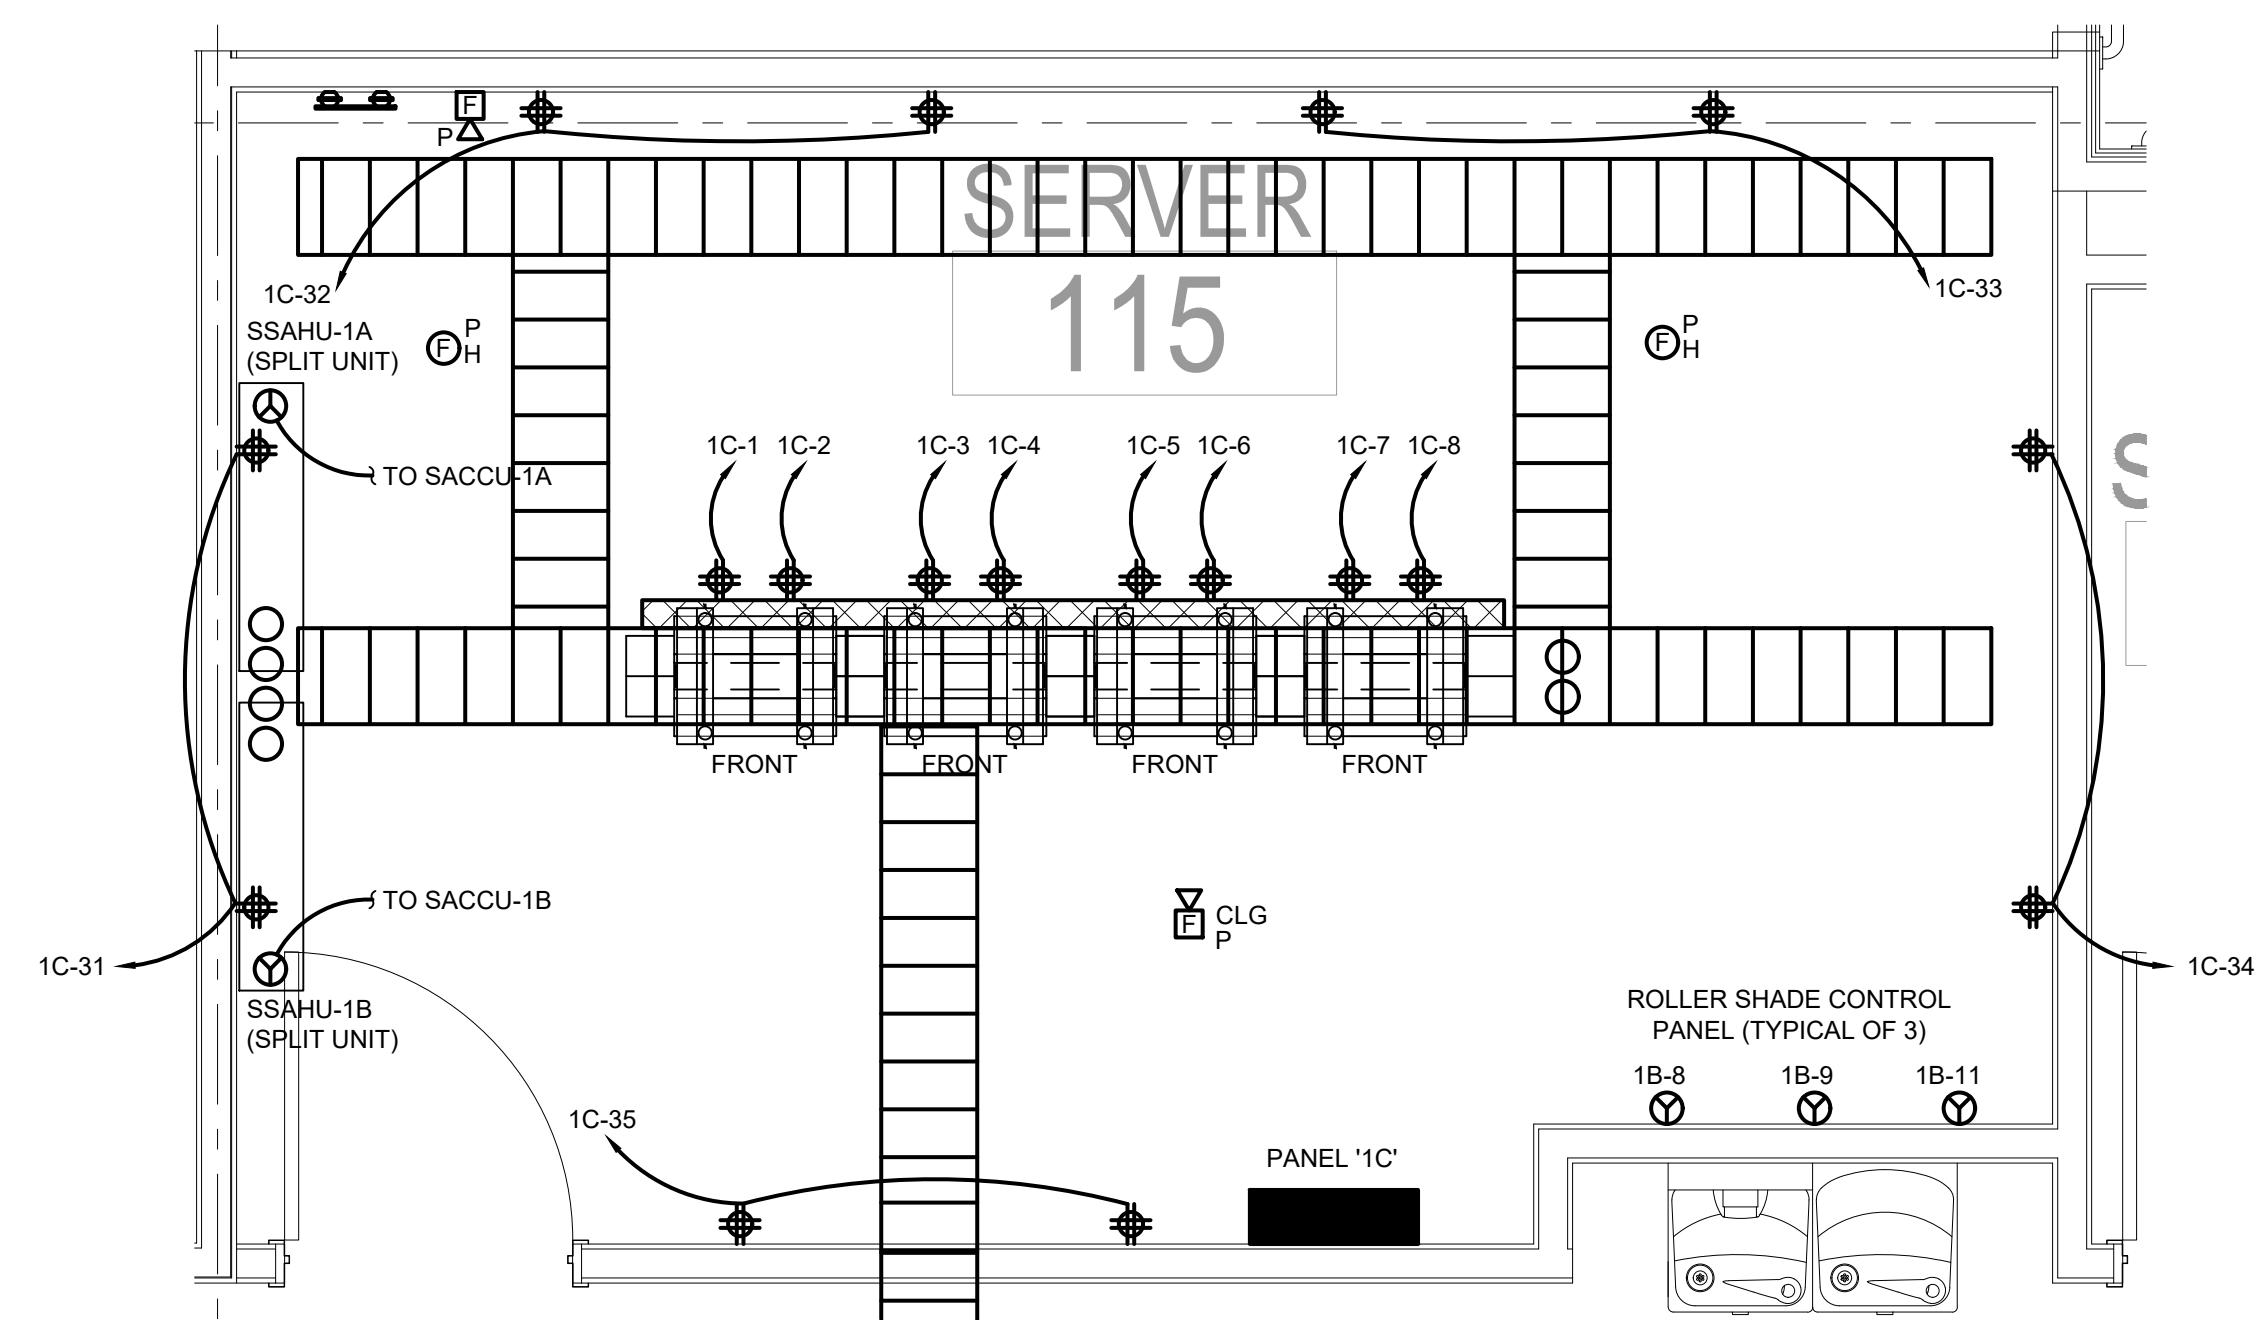 F
P
SERVER
115
1C-32
1C-33
SSAHU-1A
(SPLIT UNIT)
F
P
H
F
P
H
1C-1 1C-2 1C-3 1C-4 1C-5 1C-6 1C-7 1C-8
TO SACCU-1A
S
FRONT FRONT FRONT FRONT
TO SACCU-1B
F
CLG
P
1C-31
1C-34
SSAHU-1B
(SPLIT UNIT)
ROLLER SHADE CONTROL
PANEL (TYPICAL OF 3)
1B-8 1B-9 1B-11
1C-35
PANEL '1C'